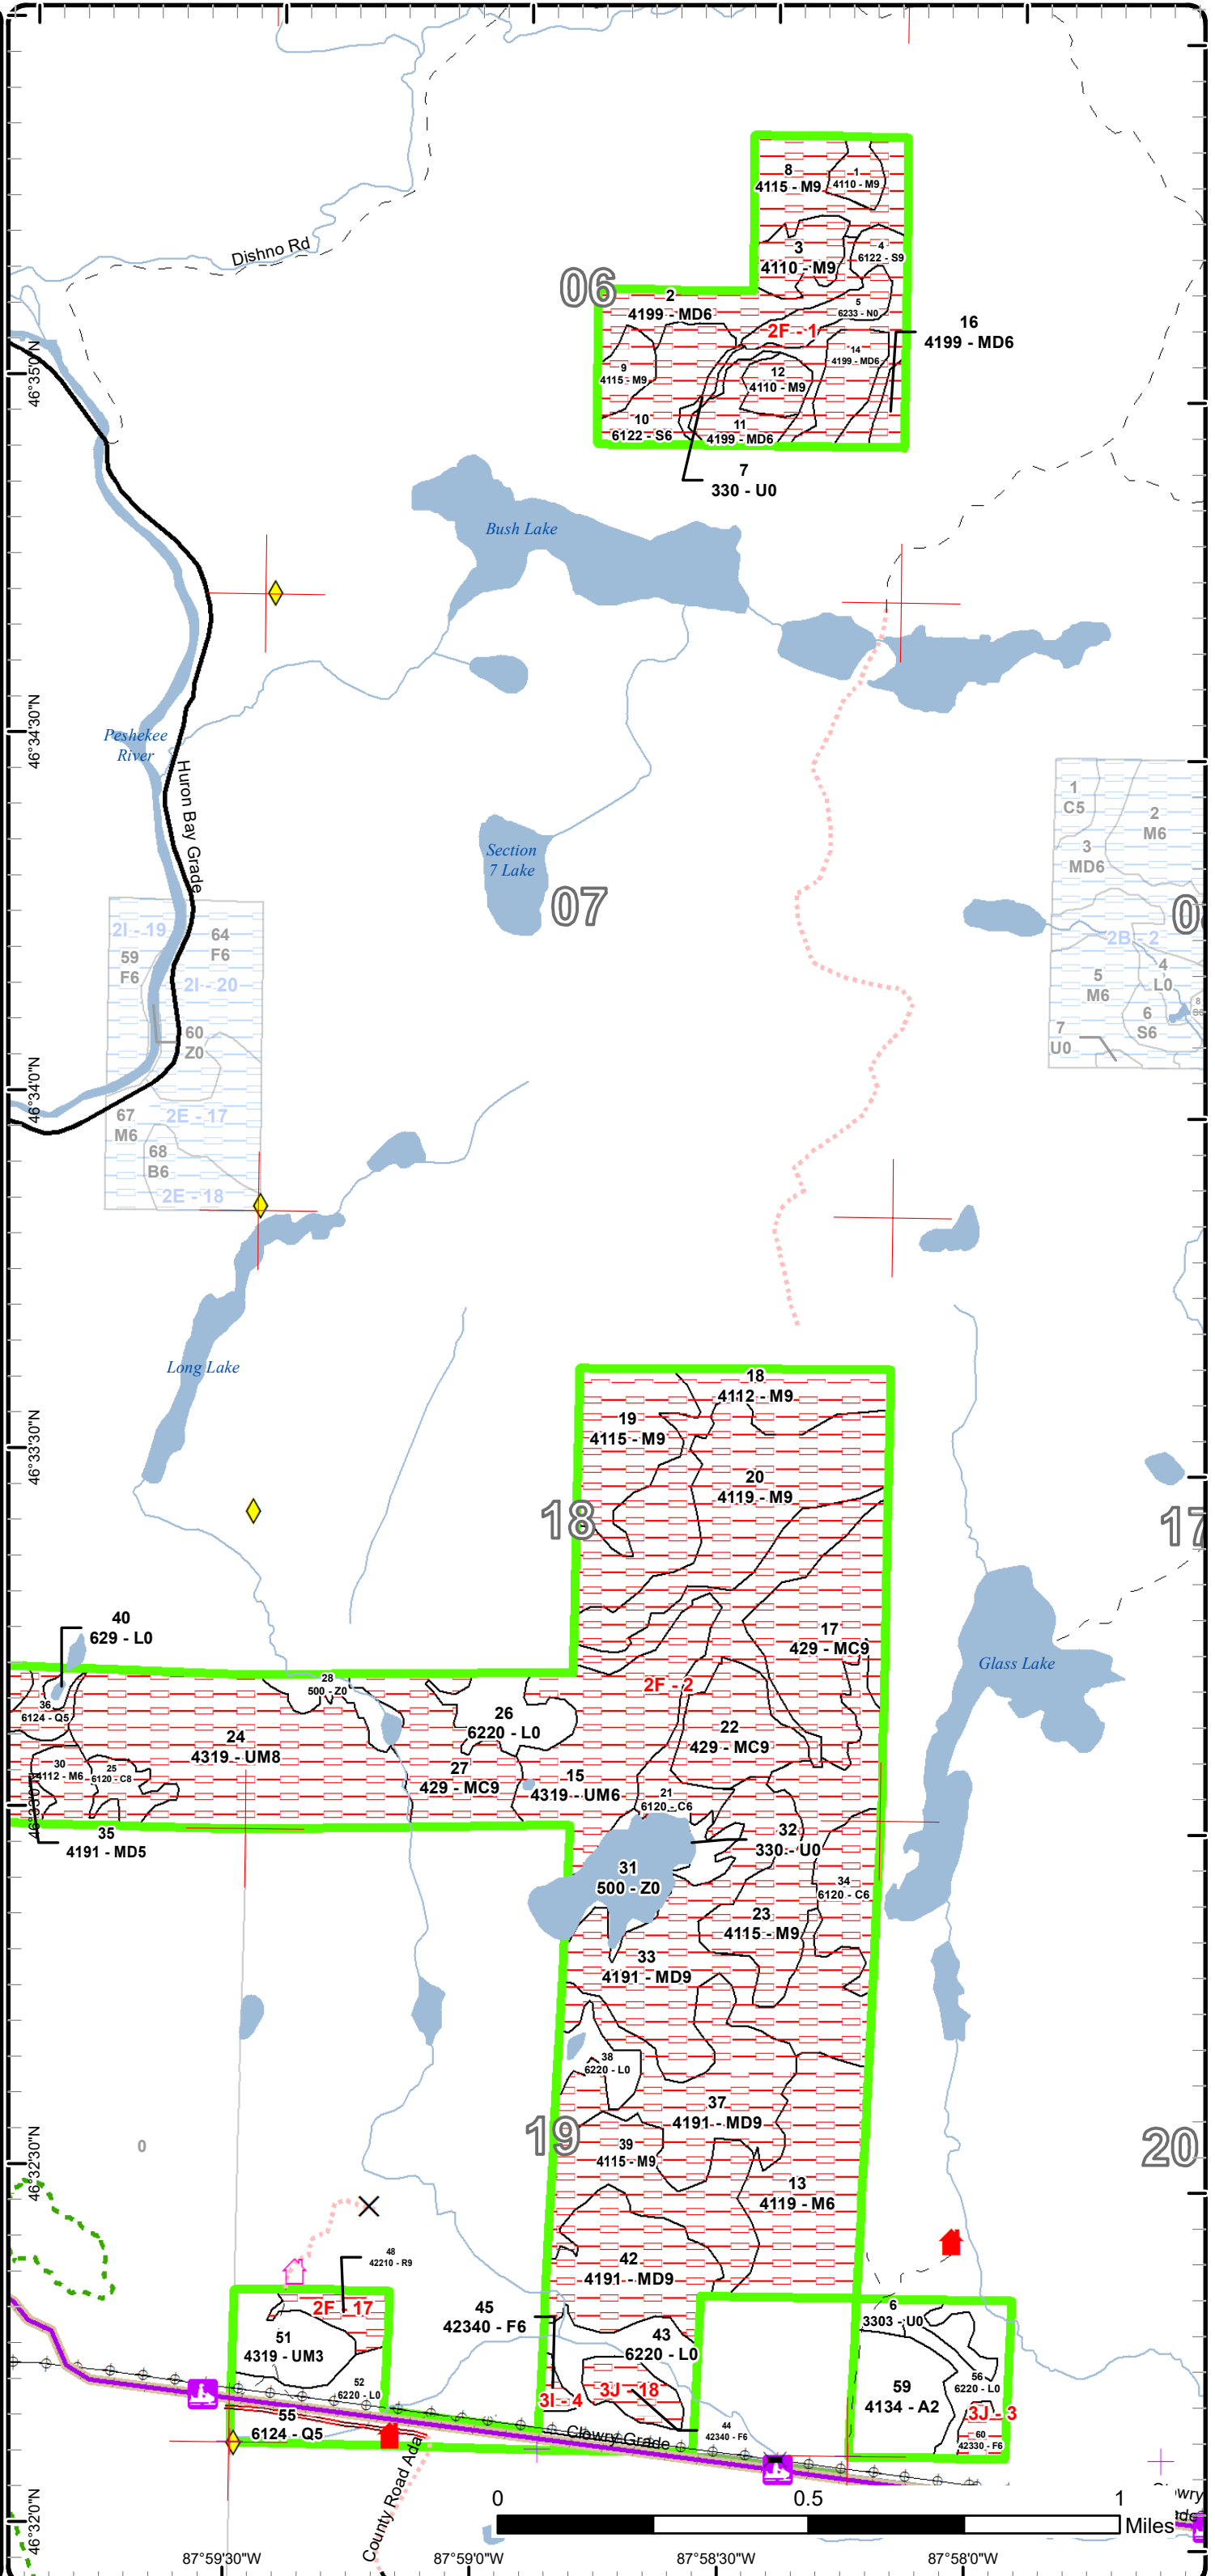 8
4115 - M9
1
4110 - M9
3
4110 - M9
4
6122 - S9
Dishno Rd
06
2
4199 - MD6
5
6233 - N0
2F - 1
16
4199 - MD6
14
4199 - MD6
9
4115 - M9
12
4110 - M9
46°35'0"N
10
6122 - S6
11
4199 - MD6
7
330 - U0
Bush Lake
46°34'30"N
Peshekee
River
Huron Bay Grade
Section
7 Lake
07
1
C5
2
M6
3
MD6
2B - 2
5
M6
4
L0
6
S6
7
U0
8
2I - 19
64
F6
59
F6
2I - 20
60
Z0
46°34'0"N
67
M6
2E - 17
68
B6
2E - 18
Long Lake
18
4112 - M9
19
4115 - M9
46°33'30"N
20
4119 - M9
18
17
40
629 - L0
17
429 - MC9
Glass Lake
28
500 - Z0
2F - 2
36
6124 - Q5
26
6220 - L0
24
4319 - UM8
22
429 - MC9
30
4112 - M6
25
6120 - C8
27
429 - MC9
15
4319 - UM6
21
6120 - C6
46°33'0"N
35
4191 - MD5
32
330 - U0
31
500 - Z0
34
6120 - C6
23
4115 - M9
33
4191 - MD9
38
6220 - L0
37
4191 - MD9
19
20
0
39
4115 - M9
46°32'30"N
13
4119 - M6
48
42210 - R9
42
4191 - MD9
2F - 17
45
42340 - F6
6
3303 - U0
51
4319 - UM3
43
6220 - L0
52
6220 - L0
3J - 18
3I - 4
59
4134 - A2
56
6220 - L0
3J - 3
55
6124 - Q5
44
42340 - F6
60
42330 - F6
Clowry Grade
County Road Ada
0
0.5
1
Miles
46°32'0"N
87°59'30"W
87°59'0"W
87°58'30"W
87°58'0"W